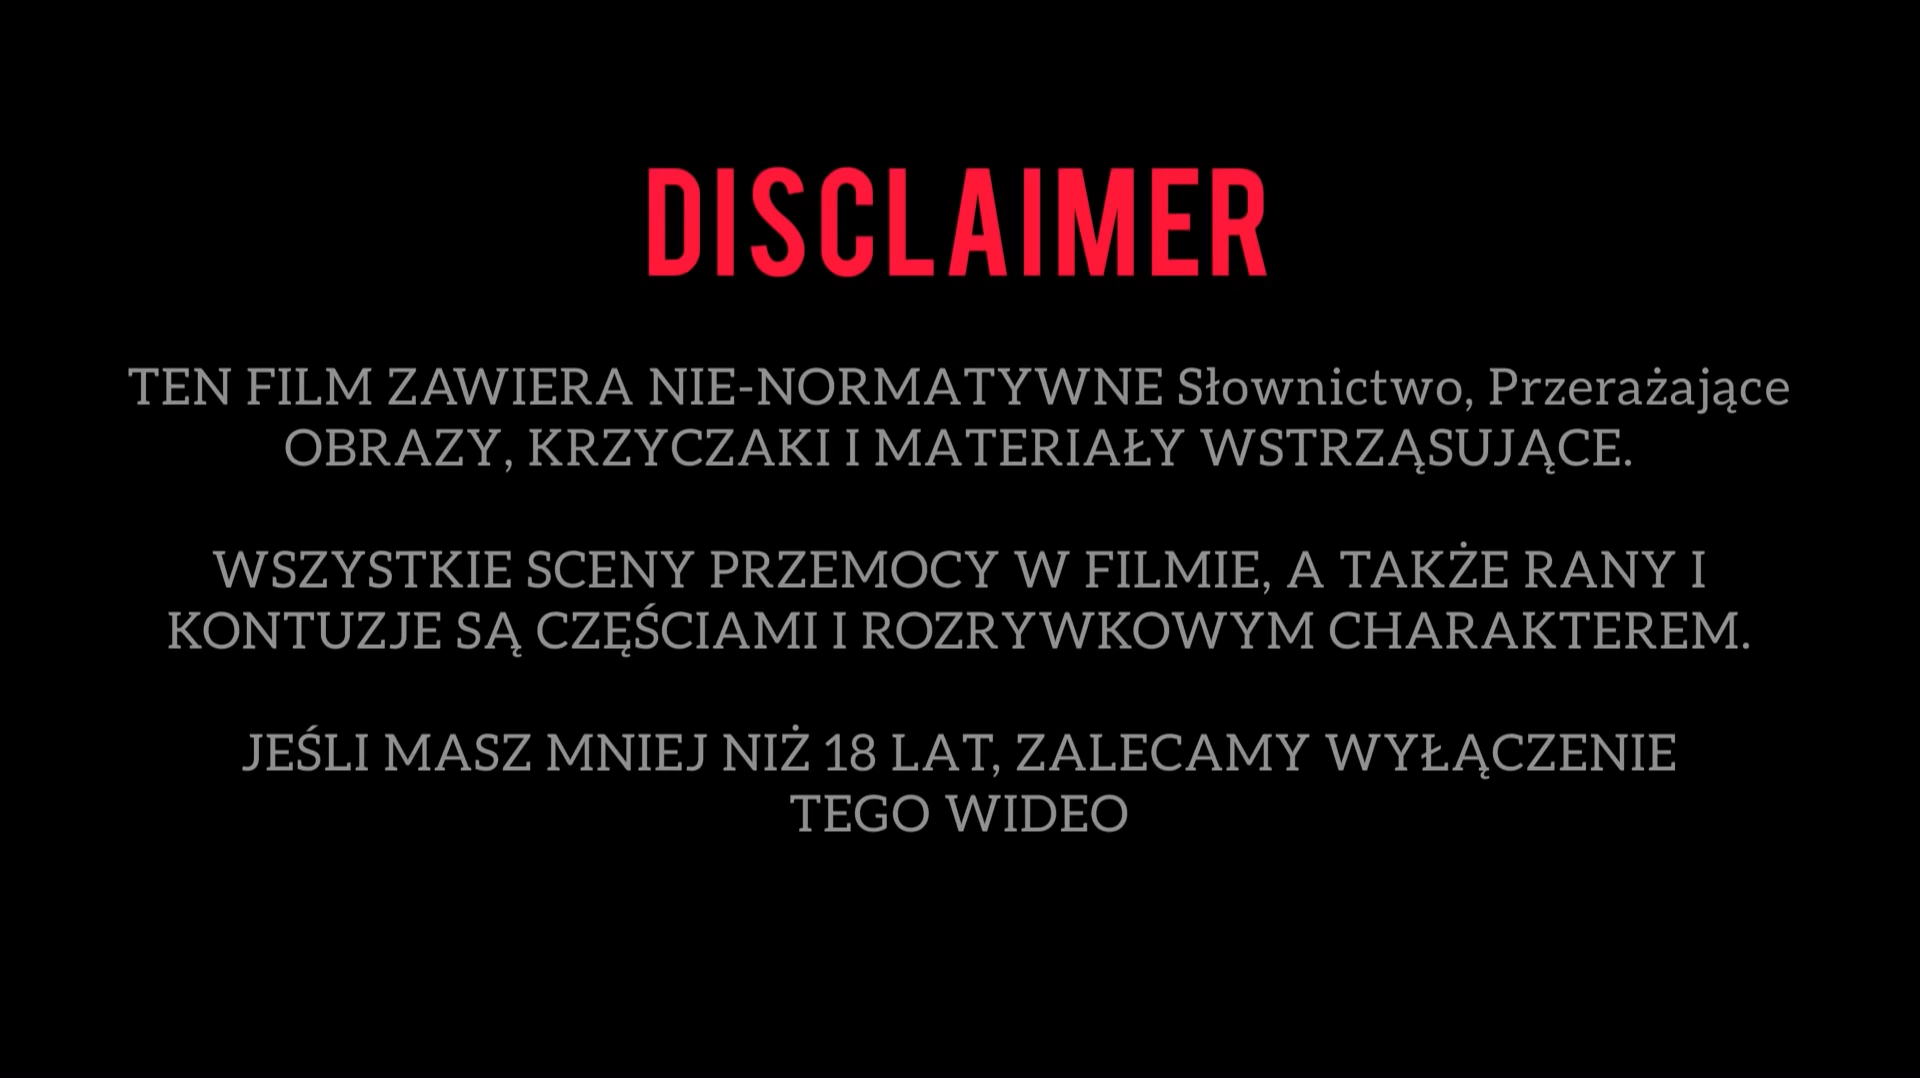 DISCLAIMER
TEN FILM ZAWIERA NIE-NORMATYWNE Słownictwo, Przerażające
OBRAZY, KRZYCZAKI I MATERIAŁY WSTRZĄSUJĄCE.
WSZYSTKIE SCENY PRZEMOCY W FILMIE, A TAKŻE RANY I
KONTUZJE SĄ CZĘŚCIAMI I ROZRYWKOWYM CHARAKTEREM.
JEŚLI MASZ MNIEJ NIŻ 18 LAT, ZALECAMY WYŁĄCZENIE
TEGO WIDEO